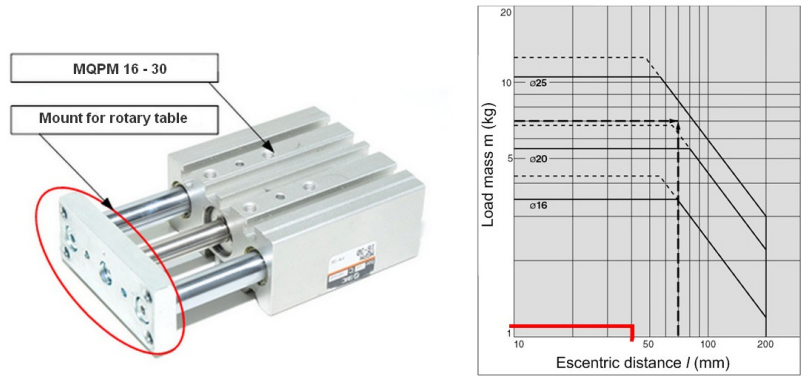 MQPM 16 - 30
Mount for rotary table
SMC
20
10
5
1
ø25
ø20
ø16
10
50
100
200
Load mass m (kg)
Escentric distance l (mm)